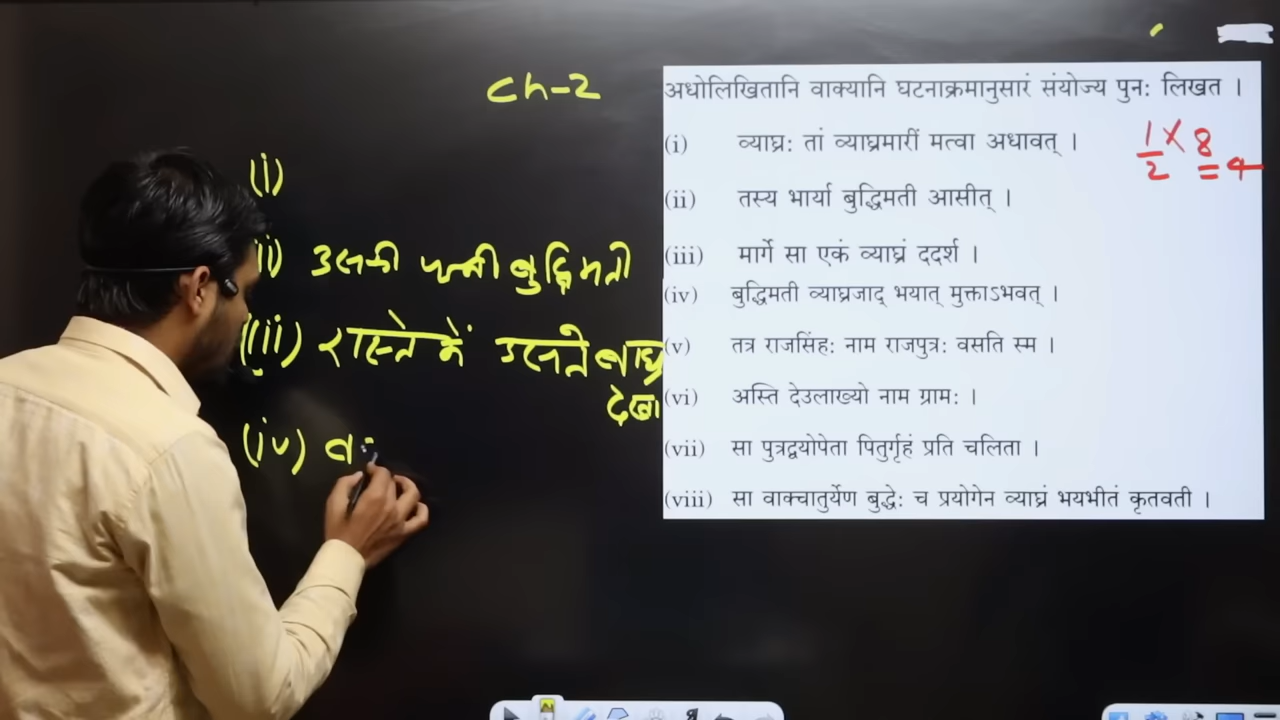 Ch-2
(i)
(ii) उसकी पत्नी बुद्धिमती
(iii) रास्ते में उसने बाघ
देखा
(iv)
अधोलिखितानि वाक्यानि घटनाक्रमानुसारं संयोज्य पुनः लिखत ।
(i) व्याघ्रः तां व्याघ्रमारीं मत्वा अधावत् ।
1/2 × 8 = 4
(ii) तस्य भार्या बुद्धिमती आसीत् ।
(iii) मार्गे सा एकं व्याघ्रं ददर्श ।
(iv) बुद्धिमती व्याघ्रजाद् भयात् मुक्ताऽभवत् ।
(v) तत्र राजसिंहः नाम राजपुत्रः वसति स्म ।
(vi) अस्ति देउलाख्यो नाम ग्रामः ।
(vii) सा पुत्रद्वयोपेता पितुर्गृहं प्रति चलिता ।
(viii) सा वाक्चातुर्येण बुद्धेः च प्रयोगेन व्याघ्रं भयभीतं कृतवती ।